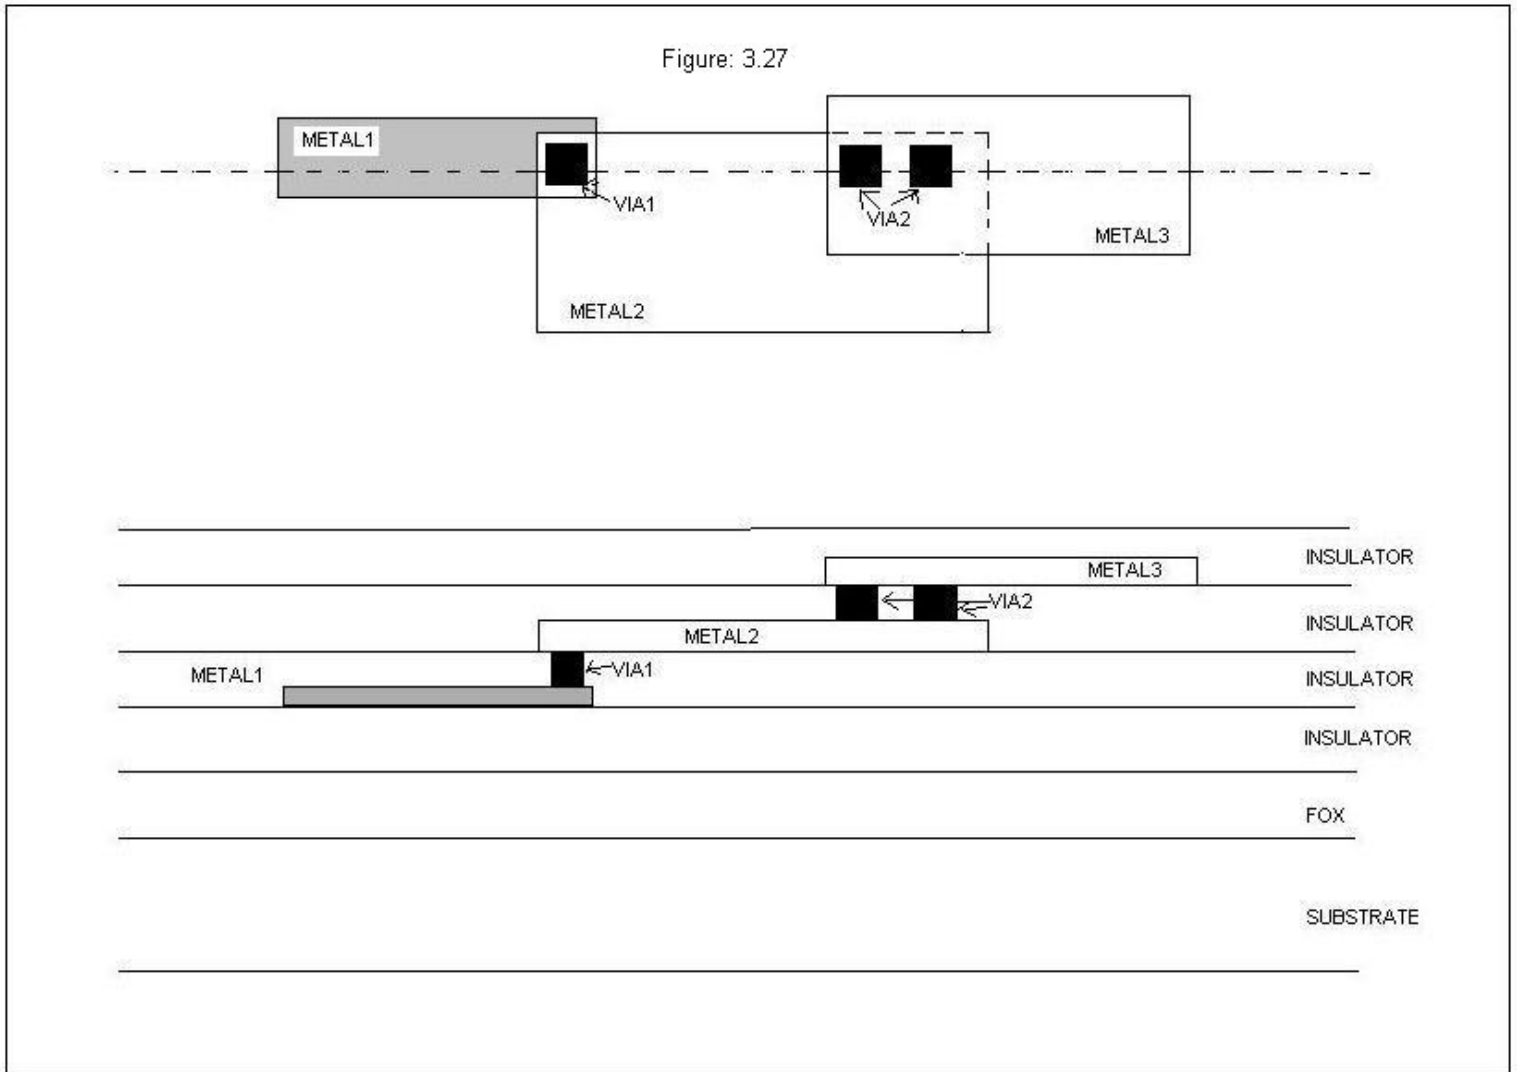 Figure: 3.27
METAL1
VIA1
VIA2
METAL3
METAL2
INSULATOR
METAL3
VIA2
INSULATOR
METAL2
VIA1
METAL1
INSULATOR
INSULATOR
FOX
SUBSTRATE